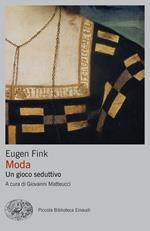 Eugen Fink
Moda
Un gioco seduttivo
A cura di Giovanni Matteucci
Piccola Biblioteca Einaudi